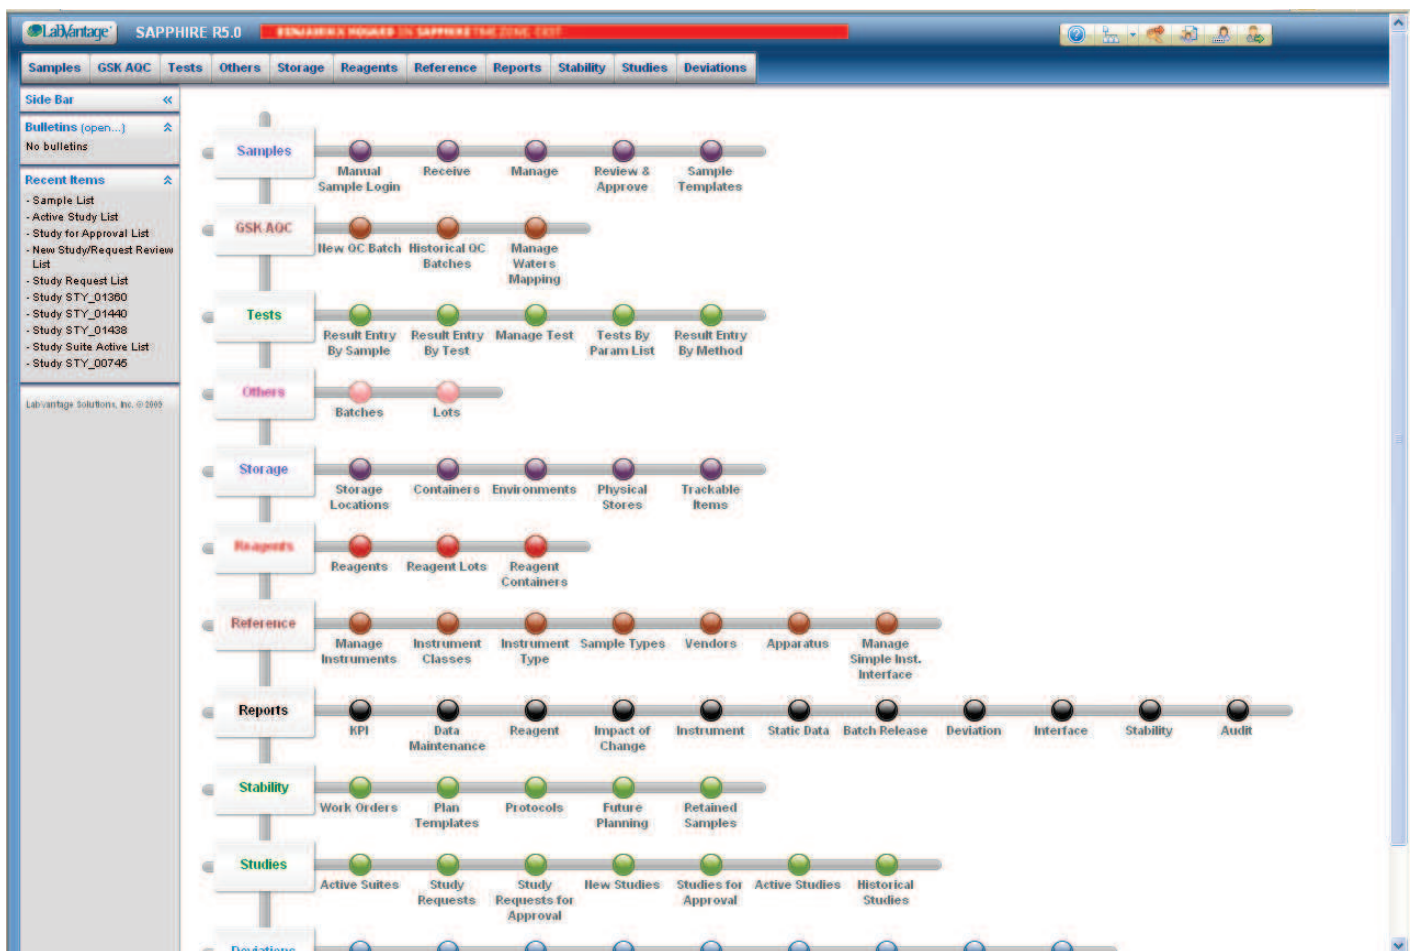 LabVantage SAPPHIRE R5.0
Samples GSK AQC Tests Others Storage Reagents Reference Reports Stability Studies Deviations
Side Bar
Bulletins (open...)
No bulletins
Recent Items
- Sample List
- Active Study List
- Study for Approval List
- New Study/Request Review
List
- Study Request List
- Study STY_01360
- Study STY_01440
- Study STY_01438
- Study Suite Active List
- Study STY_00745
LabVantage Solutions, Inc. © 2005
Samples
Manual
Sample Login
Receive
Manage
Review &
Approve
Sample
Templates
GSK AQC
New QC Batch
Historical QC
Batches
Manage
Waters
Mapping
Tests
Result Entry
By Sample
Result Entry
By Test
Manage Test
Tests By
Param List
Result Entry
By Method
Others
Batches
Lots
Storage
Storage
Locations
Containers
Environments
Physical
Stores
Trackable
Items
Reagents
Reagents
Reagent Lots
Reagent
Containers
Reference
Manage
Instruments
Instrument
Classes
Instrument
Type
Sample Types
Vendors
Apparatus
Manage
Simple Inst.
Interface
Reports
KPI
Data
Maintenance
Reagent
Impact of
Change
Instrument
Static Data
Batch Release
Deviation
Interface
Stability
Audit
Stability
Work Orders
Plan
Templates
Protocols
Future
Planning
Retained
Samples
Studies
Active Suites
Study
Requests
Study
Requests for
Approval
New Studies
Studies for
Approval
Active Studies
Historical
Studies
Deviations